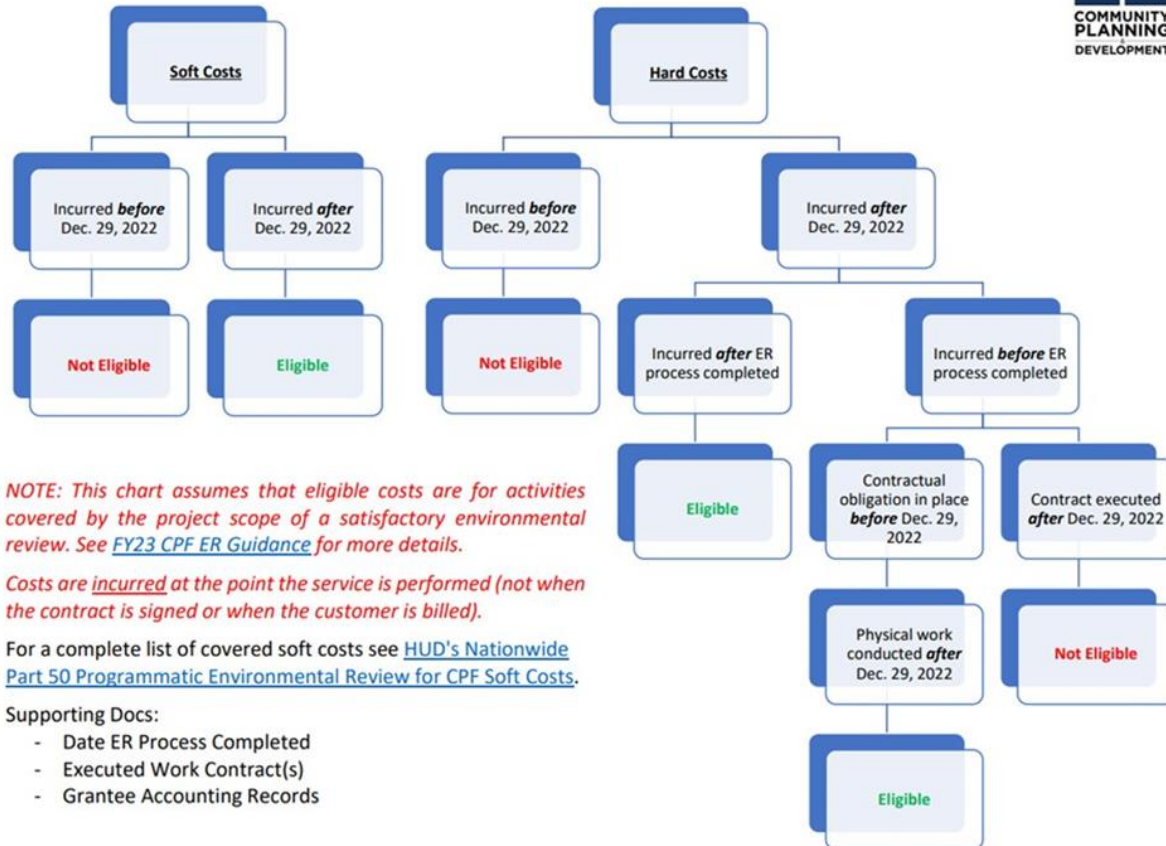 COMMUNITY
PLANNING
&
DEVELOPMENT
Soft Costs
Hard Costs
Incurred before
Dec. 29, 2022
Incurred after
Dec. 29, 2022
Incurred before
Dec. 29, 2022
Incurred after
Dec. 29, 2022
Not Eligible
Eligible
Not Eligible
Incurred after ER
process completed
Incurred before ER
process completed
Eligible
Contractual
obligation in place
before Dec. 29,
2022
Contract executed
after Dec. 29, 2022
Physical work
conducted after
Dec. 29, 2022
Not Eligible
Eligible
NOTE: This chart assumes that eligible costs are for activities
covered by the project scope of a satisfactory environmental
review. See FY23 CPF ER Guidance for more details.
Costs are incurred at the point the service is performed (not when
the contract is signed or when the customer is billed).
For a complete list of covered soft costs see HUD's Nationwide
Part 50 Programmatic Environmental Review for CPF Soft Costs.
Supporting Docs:
- Date ER Process Completed
- Executed Work Contract(s)
- Grantee Accounting Records